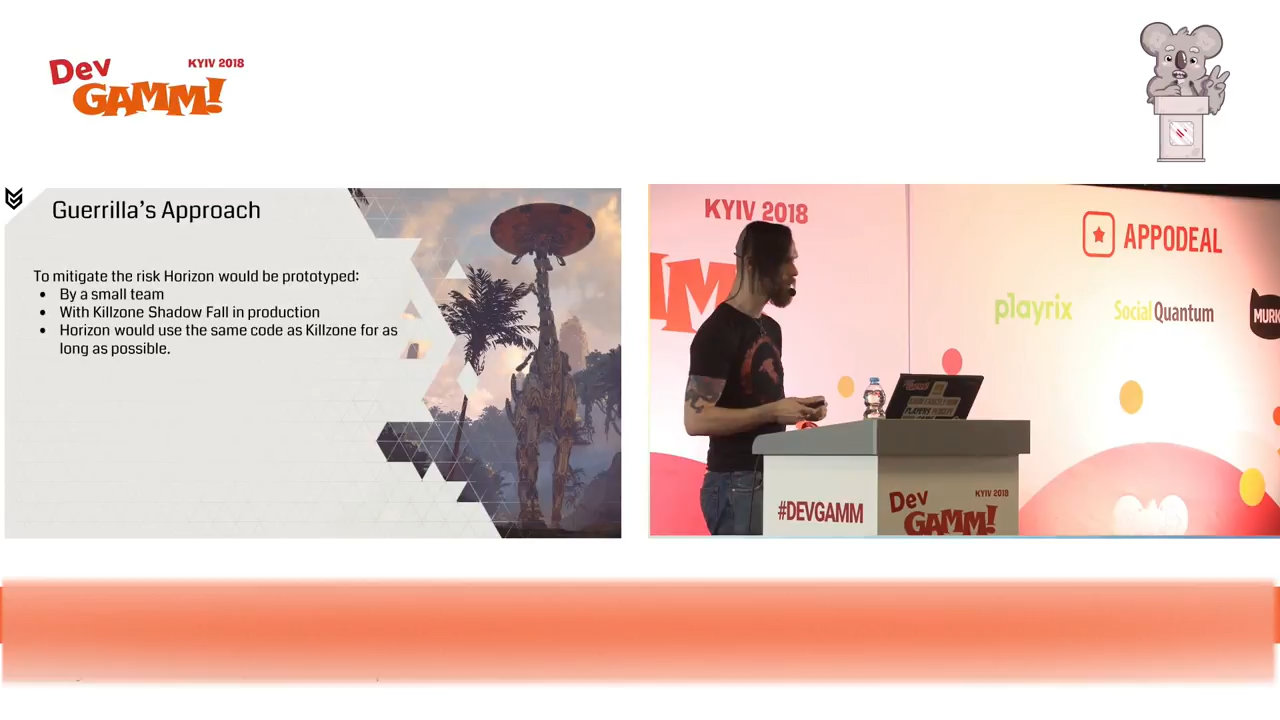 Dev
GAMM!
KYIV 2018
Guerrilla's Approach
To mitigate the risk Horizon would be prototyped:
• By a small team
• With Killzone Shadow Fall in production
• Horizon would use the same code as Killzone for as
long as possible.
KYIV 2018
APPODEAL
playrix
SocialQuantum
MURK
#DEVGAMM
Dev
GAMM!
KYIV 2018